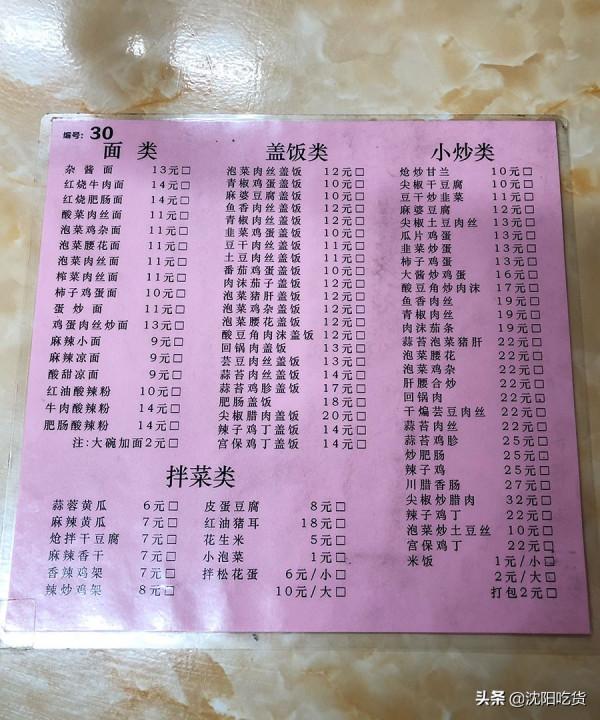 编号: 30
面 类
杂酱面 13元□
红烧牛肉面 14元□
红烧肥肠面 14元□
酸菜肉丝面 11元□
泡菜鸡杂面 11元□
泡菜腰花面 11元□
泡菜肉丝面 11元□
榨菜肉丝面 11元□
柿子鸡蛋面 10元□
蛋炒面 11元□
鸡蛋肉丝炒面 13元□
麻辣小面 9元□
麻辣凉面 9元□
酸甜凉面 9元□
红油酸辣粉 10元□
牛肉酸辣粉 14元□
肥肠酸辣粉 14元□
注:大碗加面2元□
盖饭类
泡菜肉丝盖饭 12元□
青椒鸡蛋盖饭 10元□
麻婆豆腐盖饭 10元□
鱼香肉丝盖饭 12元□
青椒肉丝盖饭 12元□
韭菜鸡蛋盖饭 10元□
豆干肉丝盖饭 11元□
土豆肉丝盖饭 11元□
番茄鸡蛋盖饭 10元□
肉沫茄子盖饭 12元□
泡菜猪肝盖饭 12元□
泡菜鸡杂盖饭 12元□
泡菜腰花盖饭 12元□
酸豆角肉沫盖饭 12元□
回锅肉盖饭 13元□
芸豆肉丝盖饭 13元□
蒜苔肉丝盖饭 14元□
蒜苔鸡胗盖饭 17元□
肥肠盖饭 18元□
尖椒腊肉盖饭 20元□
辣子鸡丁盖饭 14元□
宫保鸡丁盖饭 14元□
小炒类
炝炒甘兰 10元□
尖椒干豆腐 10元□
豆干炒韭菜 11元□
麻婆豆腐 12元□
尖椒土豆肉丝 13元□
瓜片鸡蛋 13元□
韭菜炒蛋 13元□
柿子鸡蛋 13元□
大酱炒鸡蛋 16元□
酸豆角炒肉沫 17元□
鱼香肉丝 19元□
青椒肉丝 19元□
肉沫茄条 19元□
蒜苔泡菜猪肝 22元□
泡菜腰花 22元□
泡菜鸡杂 22元□
肝腰合炒 22元□
回锅肉 22元□
干煸芸豆肉丝 22元□
蒜苔肉丝 22元□
蒜苔鸡胗 25元□
炒肥肠 25元□
辣子鸡 25元□
川腊香肠 27元□
尖椒炒腊肉 32元□
辣子鸡丁 22元□
泡菜炒土豆丝 10元□
宫保鸡丁 22元□
米饭 1元/小□
2元/大□
打包2元□
拌菜类
蒜蓉黄瓜 6元□
麻辣黄瓜 7元□
炝拌干豆腐 7元□
麻辣香干 7元□
香辣鸡架 7元□
辣炒鸡架 8元□
皮蛋豆腐 8元□
红油猪耳 18元□
花生米 5元□
小泡菜 1元□
拌松花蛋 6元/小□
10元/大□
头条 @沈阳吃货